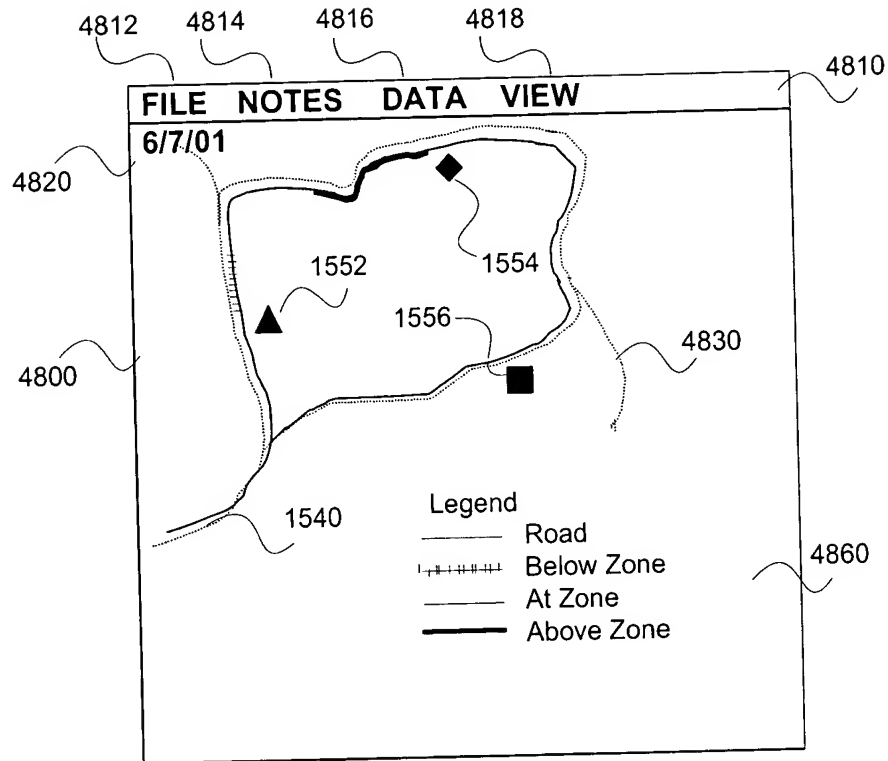 4812 4814 4816 4818
4810
FILE NOTES DATA VIEW
6/7/01
4820
1552
1554
1556
4830
4800
1540
Legend
Road
Below Zone
At Zone
Above Zone
4860